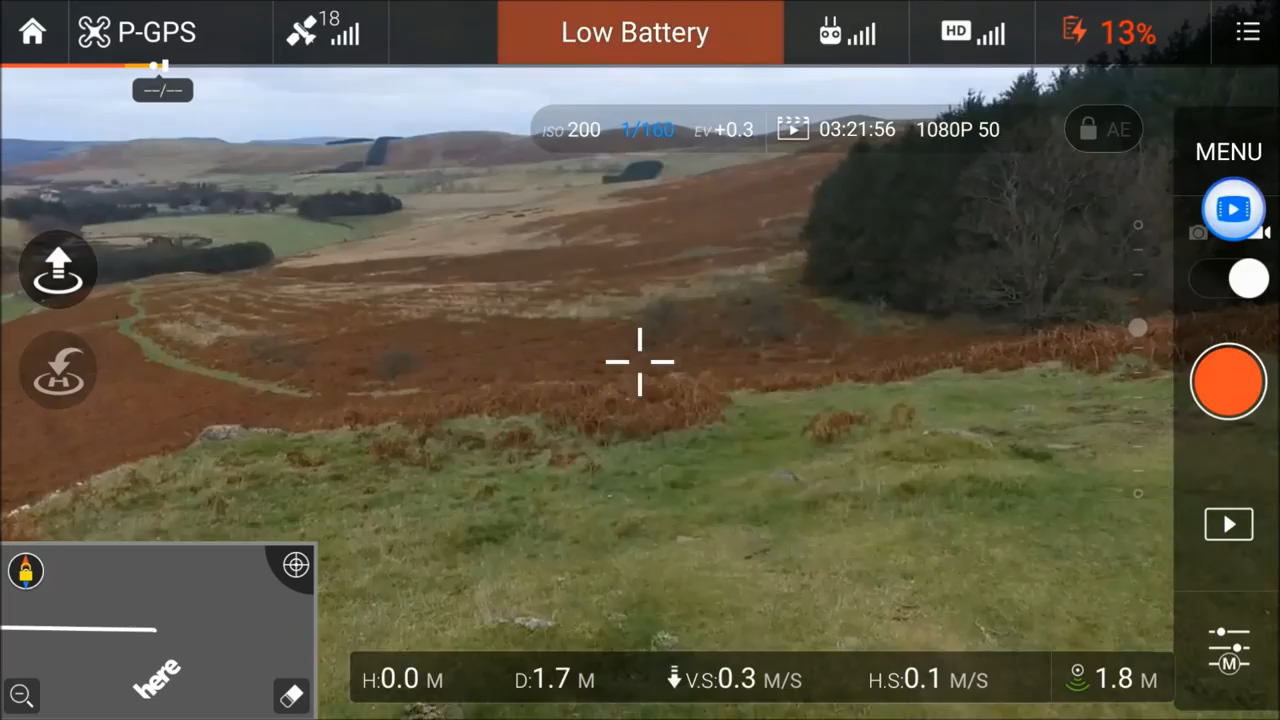 P-GPS
18
Low Battery
HD
13%
--/--
ISO 200 1/160 EV +0.3 03:21:56 1080P 50
AE
MENU
H
here
M
H:0.0 M D:1.7 M V.S:0.3 M/S H.S:0.1 M/S 1.8 M